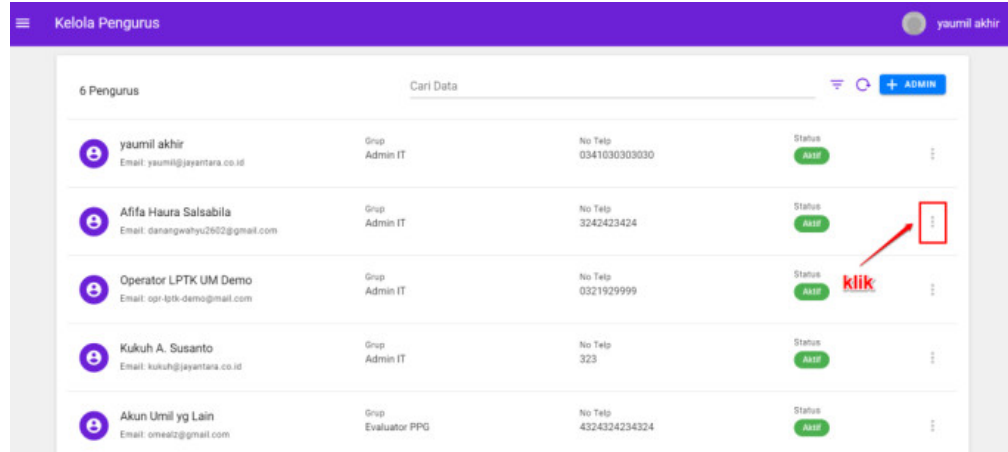 Kelola Pengurus
yaumil akhir
6 Pengurus
Cari Data
+ ADMIN
yaumil akhir
Email: yaumil@jayantara.co.id
Grup
Admin IT
No Telp
0341030303030
Status
Aktif
Afifa Haura Salsabila
Email: danangwahyu2602@gmail.com
Grup
Admin IT
No Telp
3242423424
Status
Aktif
klik
Operator LPTK UM Demo
Email: opr-lptk-demo@mail.com
Grup
Admin IT
No Telp
0321929999
Status
Aktif
Kukuh A. Susanto
Email: kukuh@jayantara.co.id
Grup
Admin IT
No Telp
323
Status
Aktif
Akun Umil yg Lain
Email: omealz@gmail.com
Grup
Evaluator PPG
No Telp
4324324234324
Status
Aktif